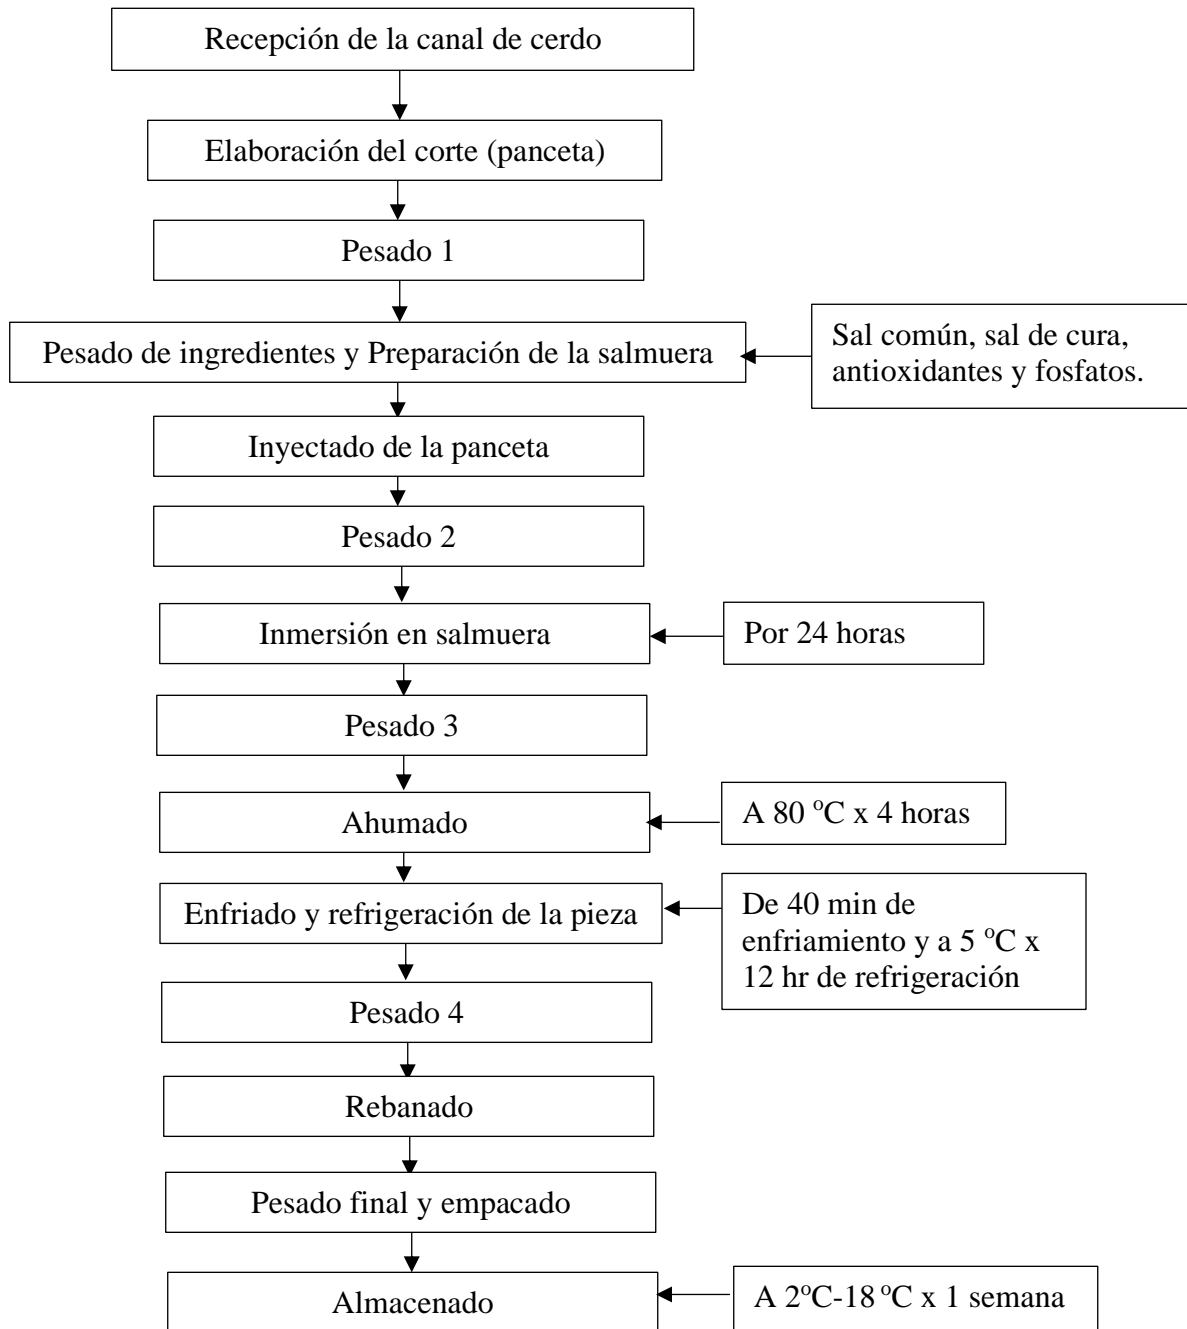 Recepción de la canal de cerdo
Elaboración del corte (panceta)
Pesado 1
Pesado de ingredientes y Preparación de la salmuera
Sal común, sal de cura,
antioxidantes y fosfatos.
Inyectado de la panceta
Pesado 2
Inmersión en salmuera
Por 24 horas
Pesado 3
Ahumado
A 80 ºC x 4 horas
Enfriado y refrigeración de la pieza
De 40 min de
enfriamiento y a 5 ºC x
12 hr de refrigeración
Pesado 4
Rebanado
Pesado final y empacado
Almacenado
A 2ºC-18 ºC x 1 semana